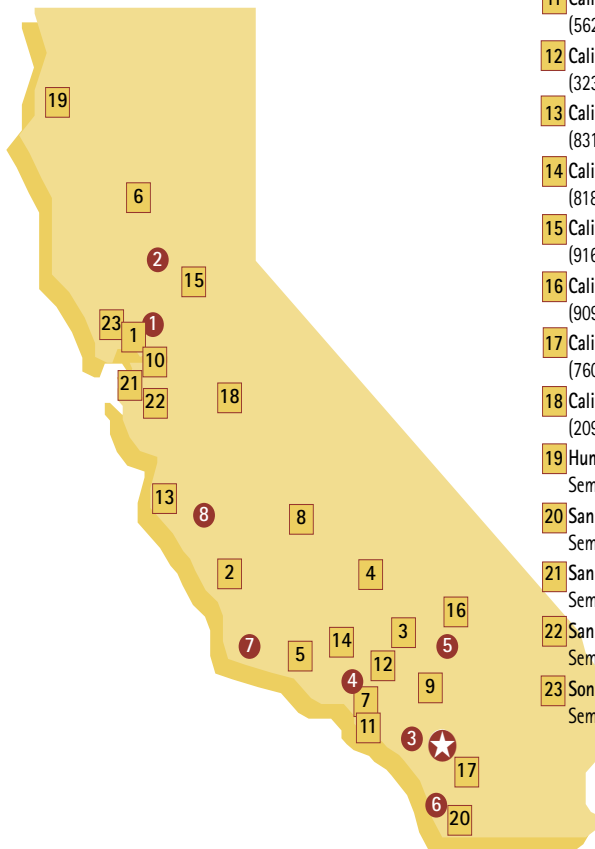 19
6
2
15
23
1
1
10
21
22
18
13
8
8
2
4
16
3
7
5
14
5
12
4
9
7
11
3
17
6
20
11 Cali
(562
12 Cali
(323
13 Cali
(831
14 Cali
(818
15 Cali
(916
16 Cali
(909
17 Cali
(760
18 Cali
(209
19 Hum
Sem
20 San
Sem
21 San
Sem
22 San
Sem
23 Son
Sem